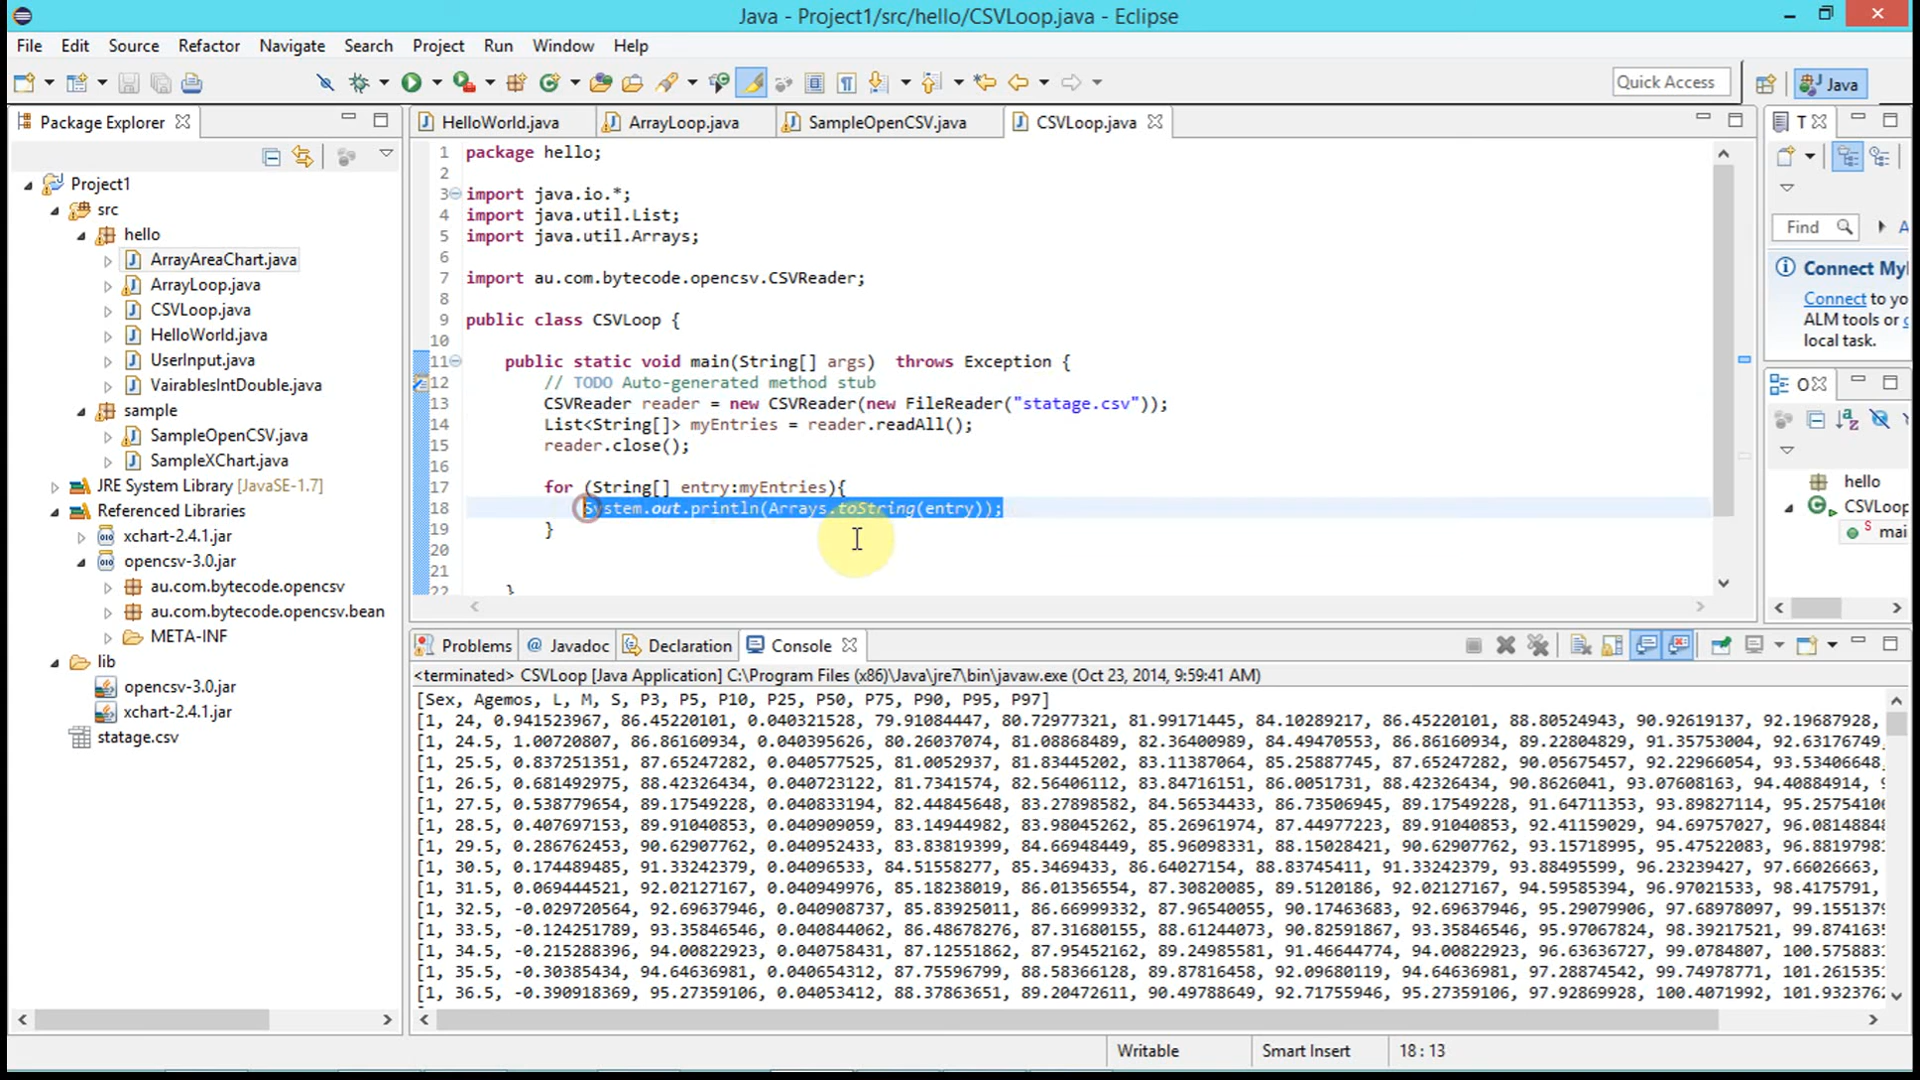 Java - Project1/src/hello/CSVLoop.java - Eclipse
File Edit Source Refactor Navigate Search Project Run Window Help
Quick Access
Java
Package Explorer
Project1
src
hello
ArrayAreaChart.java
ArrayLoop.java
CSVLoop.java
HelloWorld.java
UserInput.java
VairablesIntDouble.java
sample
SampleOpenCSV.java
SampleXChart.java
JRE System Library [JavaSE-1.7]
Referenced Libraries
xchart-2.4.1.jar
opencsv-3.0.jar
au.com.bytecode.opencsv
au.com.bytecode.opencsv.bean
META-INF
lib
opencsv-3.0.jar
xchart-2.4.1.jar
statage.csv
HelloWorld.java ArrayLoop.java SampleOpenCSV.java CSVLoop.java
1 package hello;
2
3 import java.io.*;
4 import java.util.List;
5 import java.util.Arrays;
6
7 import au.com.bytecode.opencsv.CSVReader;
8
9 public class CSVLoop {
10
11 public static void main(String[] args) throws Exception {
12 // TODO Auto-generated method stub
13 CSVReader reader = new CSVReader(new FileReader("statage.csv"));
14 List<String[]> myEntries = reader.readAll();
15 reader.close();
16
17 for (String[] entry:myEntries){
18 System.out.println(Arrays.toString(entry));
19 }
20
21
22 }
T
Find
A
Connect My
Connect to yo
ALM tools or
local task.
O
hello
CSVLoop
mai
Problems Javadoc Declaration Console
<terminated> CSVLoop [Java Application] C:\Program Files (x86)\Java\jre7\bin\javaw.exe (Oct 23, 2014, 9:59:41 AM)
[Sex, Agemos, L, M, S, P3, P5, P10, P25, P50, P75, P90, P95, P97]
[1, 24, 0.941523967, 86.45220101, 0.040321528, 79.91084447, 80.72977321, 81.99171445, 84.10289217, 86.45220101, 88.80524943, 90.92619137, 92.19687928,
[1, 24.5, 1.00720807, 86.86160934, 0.040395626, 80.26037074, 81.08868489, 82.36400989, 84.49470553, 86.86160934, 89.22804829, 91.35753004, 92.63176749,
[1, 25.5, 0.837251351, 87.65247282, 0.040577525, 81.0052937, 81.83445202, 83.11387064, 85.25887745, 87.65247282, 90.05675457, 92.22966054, 93.53406648
[1, 26.5, 0.681492975, 88.42326434, 0.040723122, 81.7341574, 82.56406112, 83.84716151, 86.0051731, 88.42326434, 90.8626041, 93.07608163, 94.40884914,
[1, 27.5, 0.538779654, 89.17549228, 0.040833194, 82.44845648, 83.27898582, 84.56534433, 86.73506945, 89.17549228, 91.64711353, 93.89827114, 95.25754106
[1, 28.5, 0.407697153, 89.91040853, 0.040909059, 83.14944982, 83.98045262, 85.26961974, 87.44977223, 89.91040853, 92.41159029, 94.69757027, 96.08148848
[1, 29.5, 0.286762453, 90.62907762, 0.040952433, 83.83819399, 84.66948449, 85.96098331, 88.15028421, 90.62907762, 93.15718995, 95.47522083, 96.88197981
[1, 30.5, 0.174489485, 91.33242379, 0.04096533, 84.51558277, 85.3469433, 86.64027154, 88.83745411, 91.33242379, 93.88495599, 96.23239427, 97.66026663,
[1, 31.5, 0.069444521, 92.02127167, 0.040949976, 85.18238019, 86.01356554, 87.30820085, 89.5120186, 92.02127167, 94.59585394, 96.97021533, 98.4175791,
[1, 32.5, -0.029720564, 92.69637946, 0.040908737, 85.83925011, 86.66999332, 87.96540055, 90.17463683, 92.69637946, 95.29079906, 97.68978097, 99.1551379
[1, 33.5, -0.124251789, 93.35846546, 0.040844062, 86.48678276, 87.31680155, 88.61244073, 90.82591867, 93.35846546, 95.97067824, 98.39217521, 99.8741635
[1, 34.5, -0.215288396, 94.00822923, 0.040758431, 87.12551862, 87.95452162, 89.24985581, 91.46644774, 94.00822923, 96.63636727, 99.0784807, 100.5758831
[1, 35.5, -0.30385434, 94.64636981, 0.040654312, 87.75596799, 88.58366128, 89.87816458, 92.09680119, 94.64636981, 97.28874542, 99.74978771, 101.2615351
[1, 36.5, -0.390918369, 95.27359106, 0.04053412, 88.37863651, 89.20472611, 90.49788649, 92.71755946, 95.27359106, 97.92869928, 100.4071992, 101.9323762
Writable Smart Insert 18 : 13